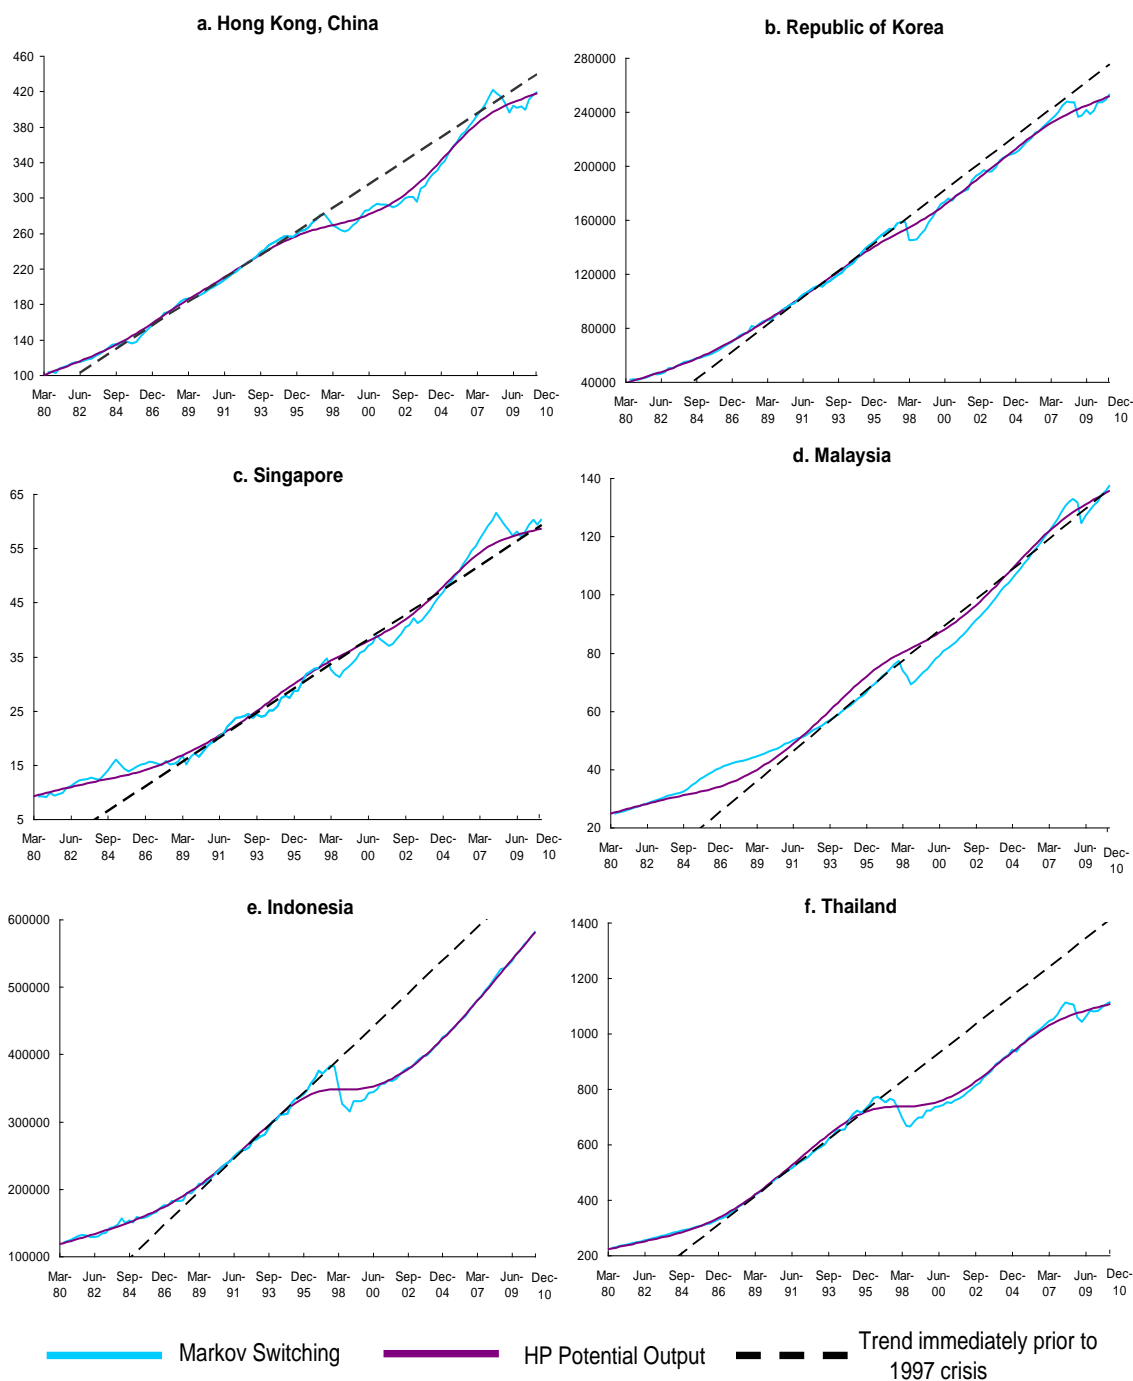 a. Hong Kong, China
460
420
380
340
300
260
220
180
140
100
Mar-80 Jun-82 Sep-84 Dec-86 Mar-89 Jun-91 Sep-93 Dec-95 Mar-98 Jun-00 Sep-02 Dec-04 Mar-07 Jun-09 Dec-10
b. Republic of Korea
280000
240000
200000
160000
120000
80000
40000
Mar-80 Jun-82 Sep-84 Dec-86 Mar-89 Jun-91 Sep-93 Dec-95 Mar-98 Jun-00 Sep-02 Dec-04 Mar-07 Jun-09 Dec-10
c. Singapore
65
55
45
35
25
15
5
Mar-80 Jun-82 Sep-84 Dec-86 Mar-89 Jun-91 Sep-93 Dec-95 Mar-98 Jun-00 Sep-02 Dec-04 Mar-07 Jun-09 Dec-10
d. Malaysia
140
120
100
80
60
40
20
Mar-80 Jun-82 Sep-84 Dec-86 Mar-89 Jun-91 Sep-93 Dec-95 Mar-98 Jun-00 Sep-02 Dec-04 Mar-07 Jun-09 Dec-10
e. Indonesia
600000
500000
400000
300000
200000
100000
Mar-80 Jun-82 Sep-84 Dec-86 Mar-89 Jun-91 Sep-93 Dec-95 Mar-98 Jun-00 Sep-02 Dec-04 Mar-07 Jun-09 Dec-10
f. Thailand
1400
1200
1000
800
600
400
200
Mar-80 Jun-82 Sep-84 Dec-86 Mar-89 Jun-91 Sep-93 Dec-95 Mar-98 Jun-00 Sep-02 Dec-04 Mar-07 Jun-09 Dec-10
Markov Switching
HP Potential Output
Trend immediately prior to
1997 crisis